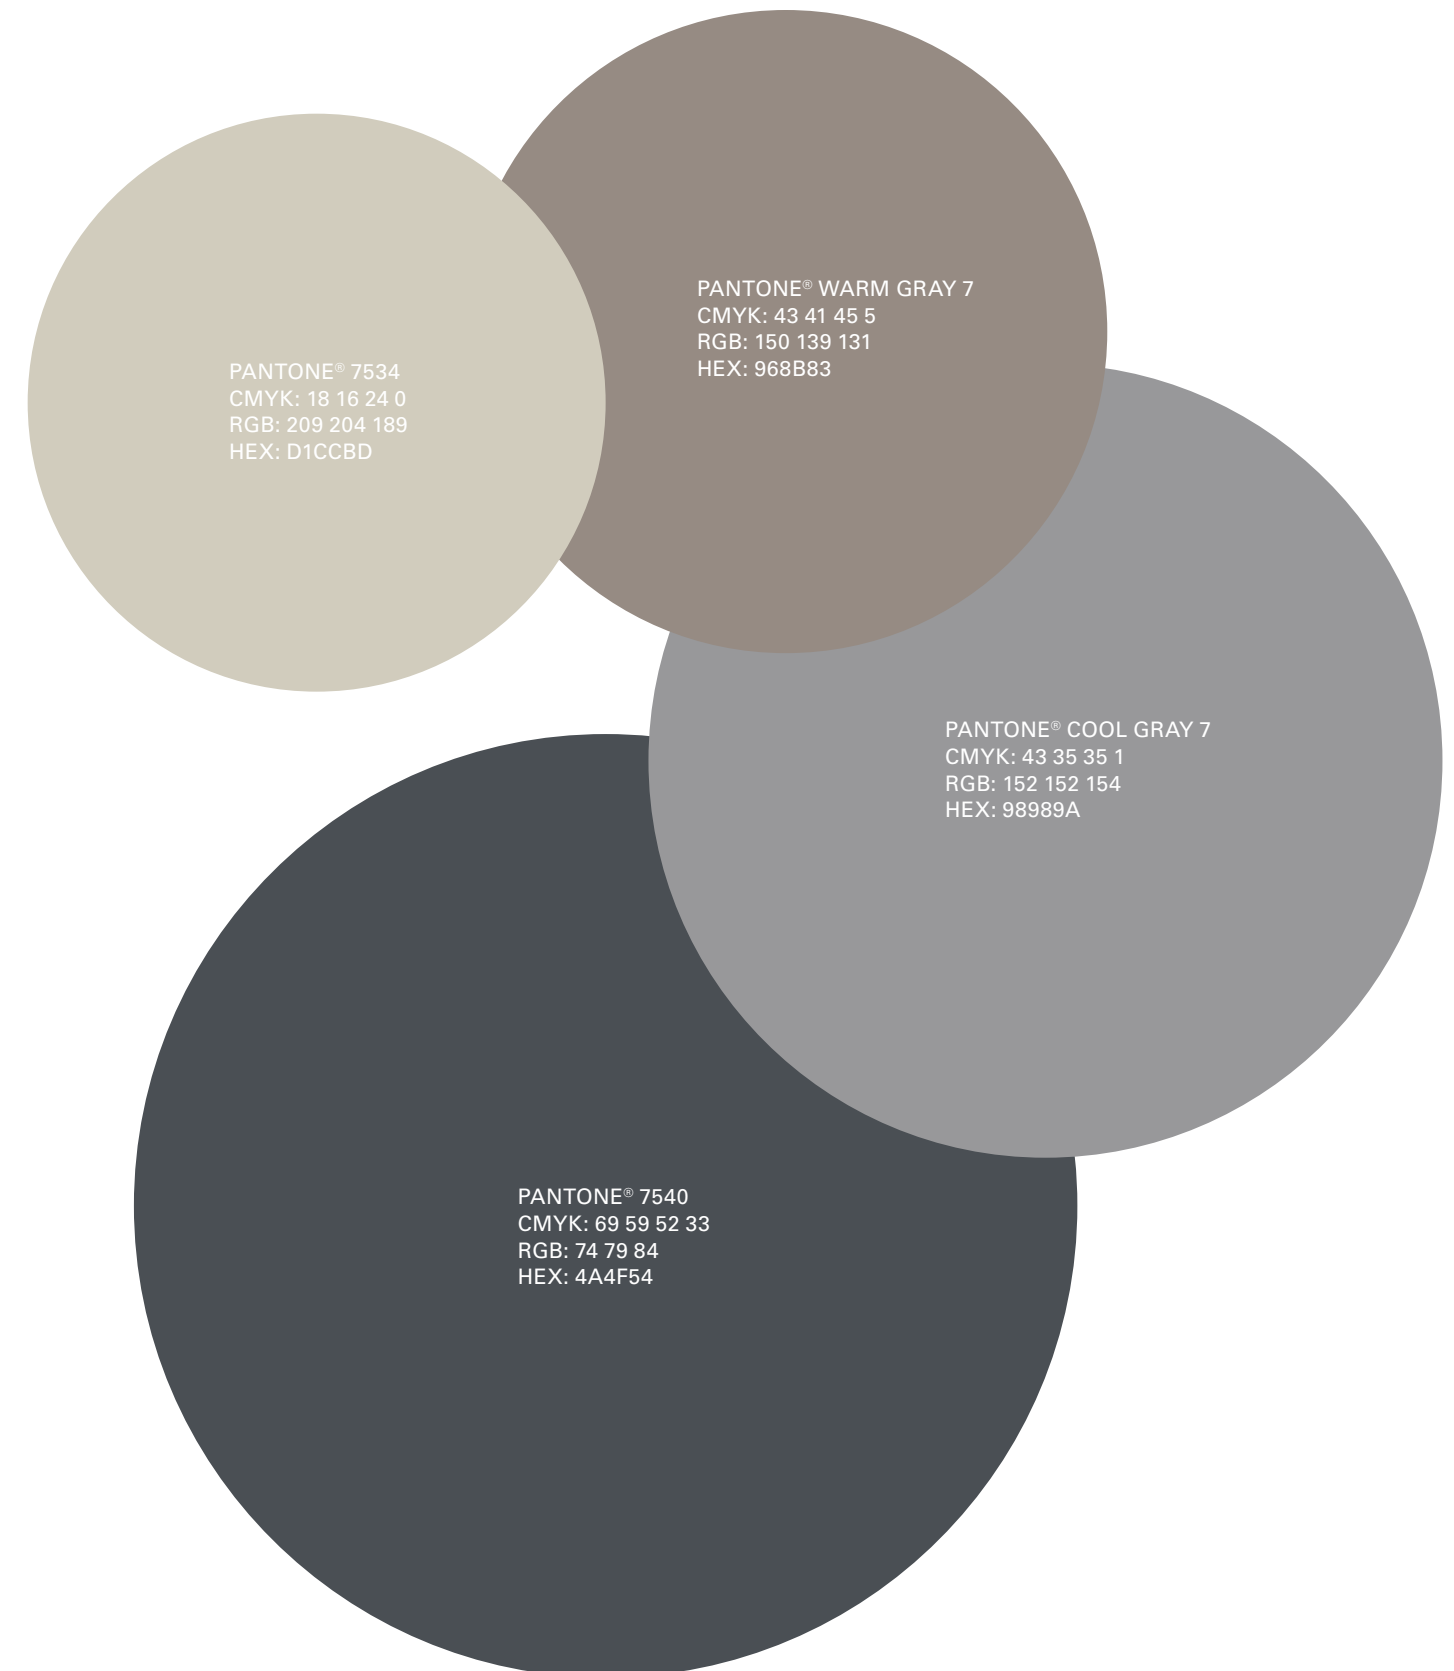 PANTONE® WARM GRAY 7
CMYK: 43 41 45 5
RGB: 150 139 131
HEX: 968B83
PANTONE® 7534
CMYK: 18 16 24 0
RGB: 209 204 189
HEX: D1CCBD
PANTONE® COOL GRAY 7
CMYK: 43 35 35 1
RGB: 152 152 154
HEX: 98989A
PANTONE® 7540
CMYK: 69 59 52 33
RGB: 74 79 84
HEX: 4A4F54